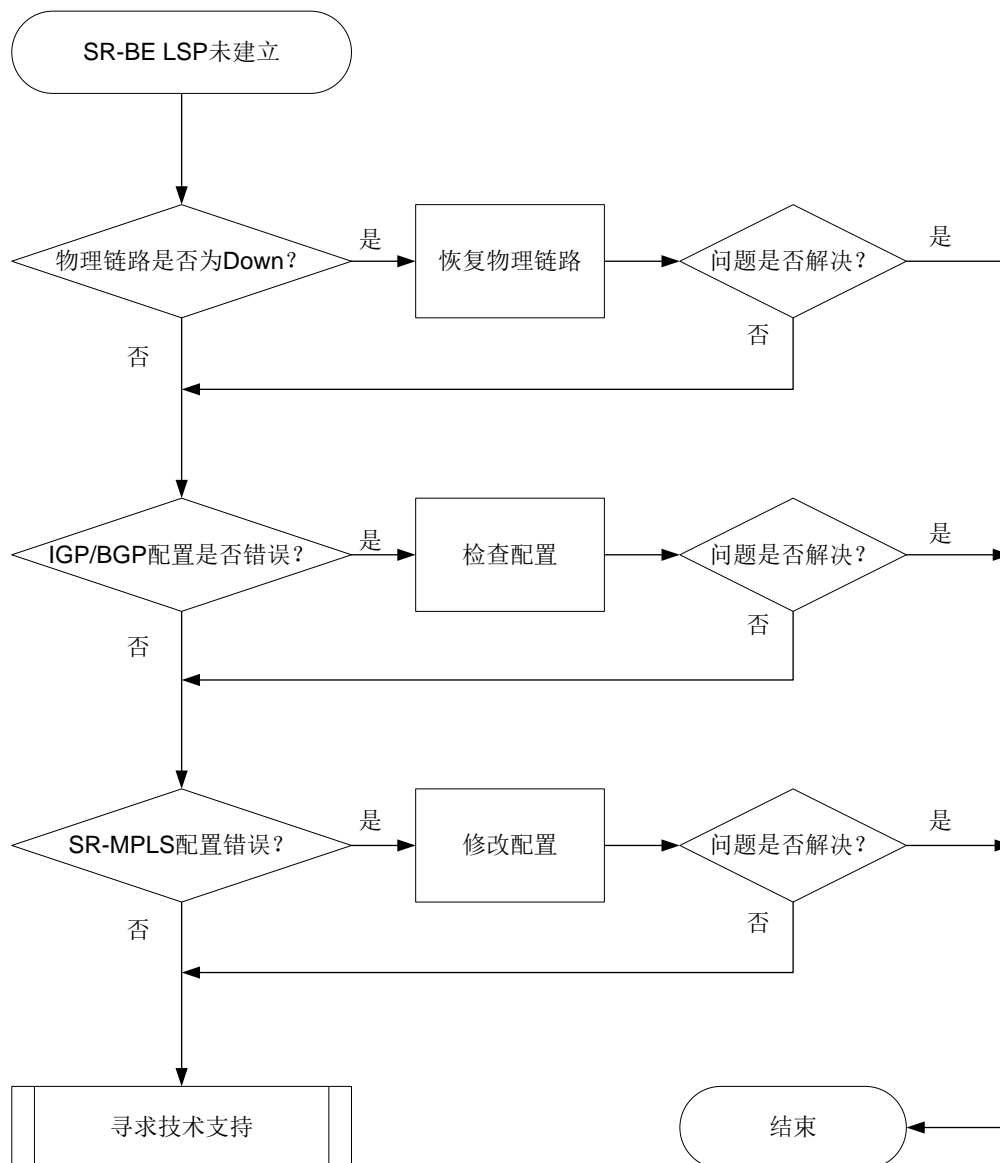 SR-BE LSP未建立
物理链路是否为Down？
是
恢复物理链路
问题是否解决？
是
否
否
IGP/BGP配置是否错误？
是
检查配置
问题是否解决？
是
否
否
SR-MPLS配置错误？
是
修改配置
问题是否解决？
是
否
否
寻求技术支持
结束